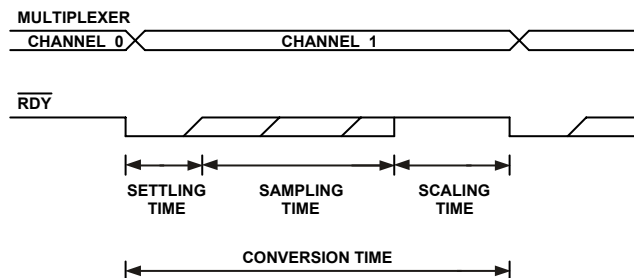 MULTIPLEXER
CHANNEL 0 CHANNEL 1
RDY
SETTLING TIME
SAMPLING TIME
SCALING TIME
CONVERSION TIME